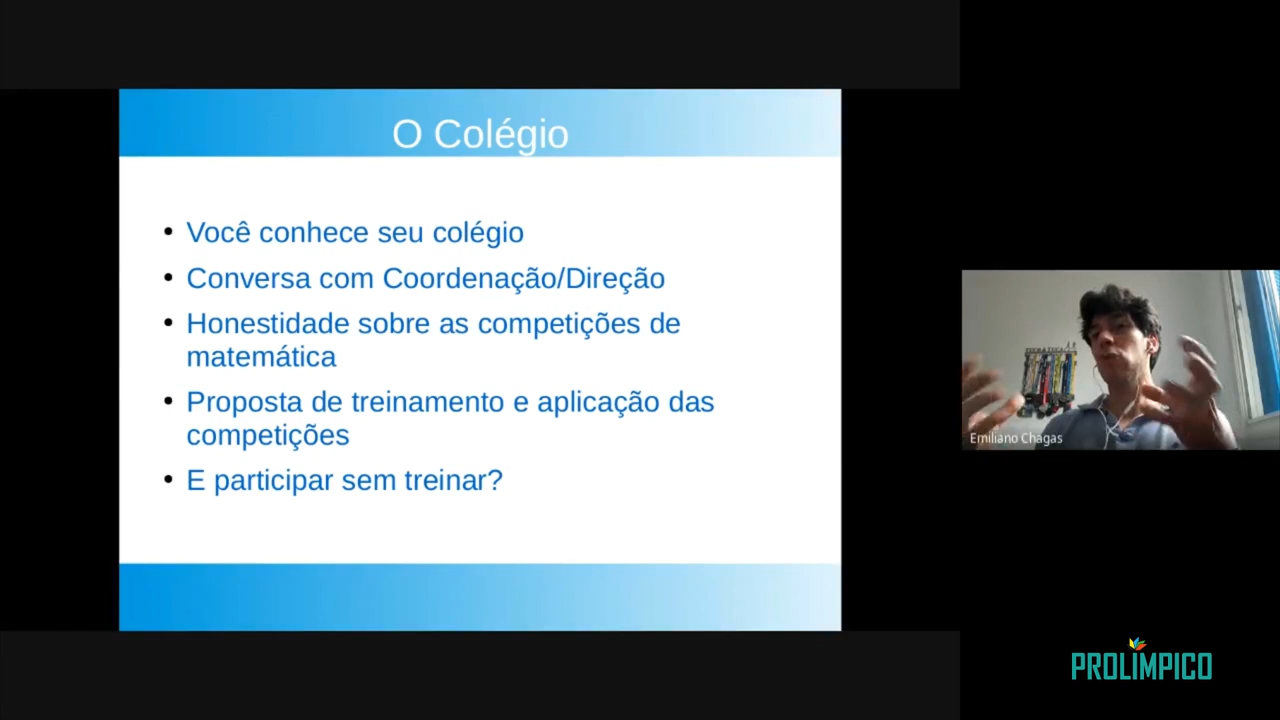 O Colégio
Você conhece seu colégio
Conversa com Coordenação/Direção
Honestidade sobre as competições de
matemática
Proposta de treinamento e aplicação das
competições
E participar sem treinar?
Emiliano Chagas
PROLÍMPICO